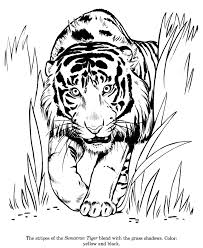 The stripes of the Sumatran Tiger blend with the grass shadows. Color:
yellow and black.